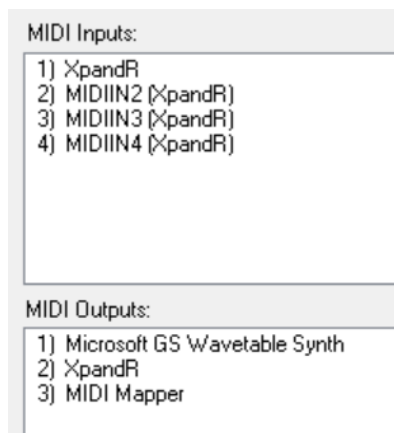 MIDI Inputs:
1) XpandR
2) MIDIIN2 (XpandR)
3) MIDIIN3 (XpandR)
4) MIDIIN4 (XpandR)
MIDI Outputs:
1) Microsoft GS Wavetable Synth
2) XpandR
3) MIDI Mapper